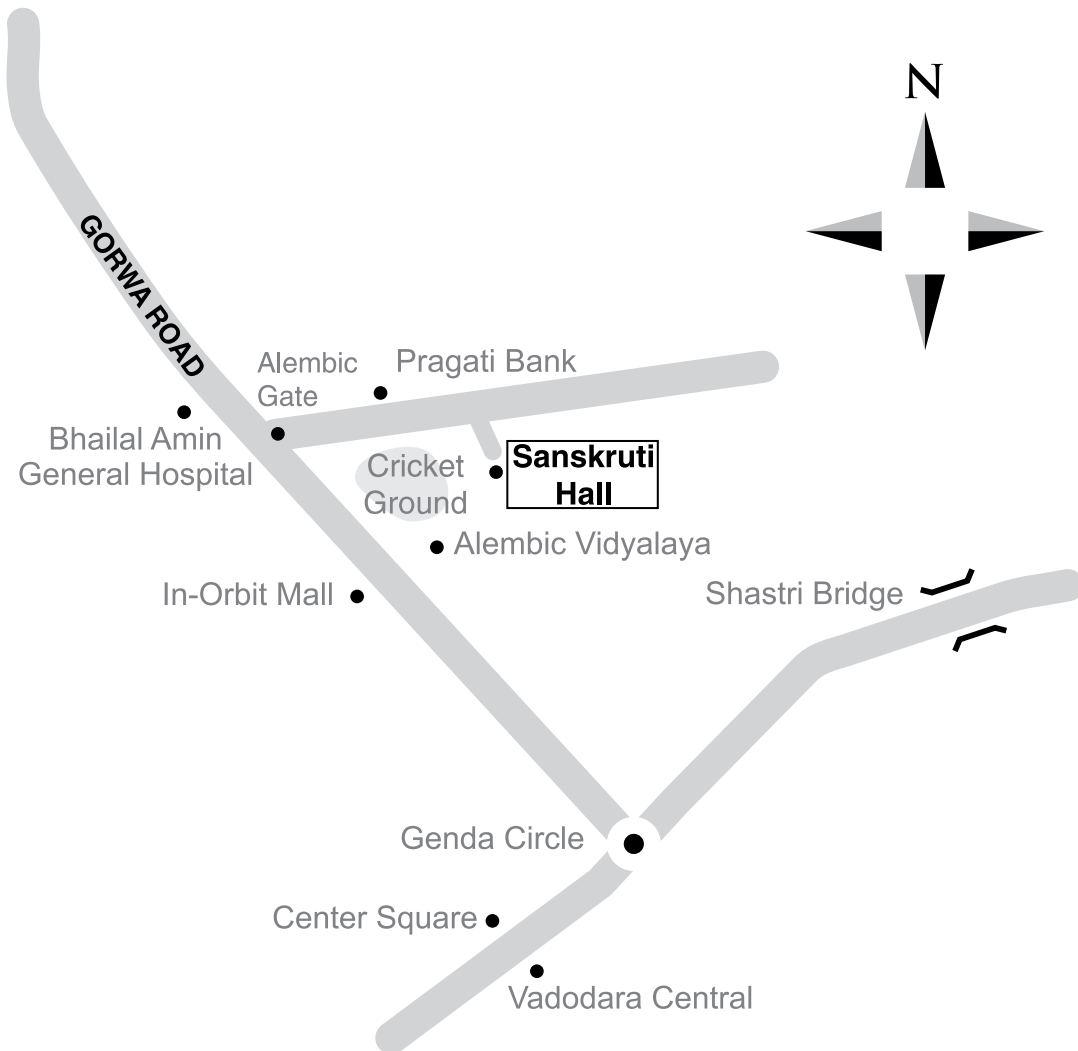 N
GORWA ROAD
Alembic
Gate
Pragati Bank
Bhailal Amin
General Hospital
Cricket
Ground
Sanskruti
Hall
Alembic Vidyalaya
In-Orbit Mall
Shastri Bridge
Genda Circle
Center Square
Vadodara Central